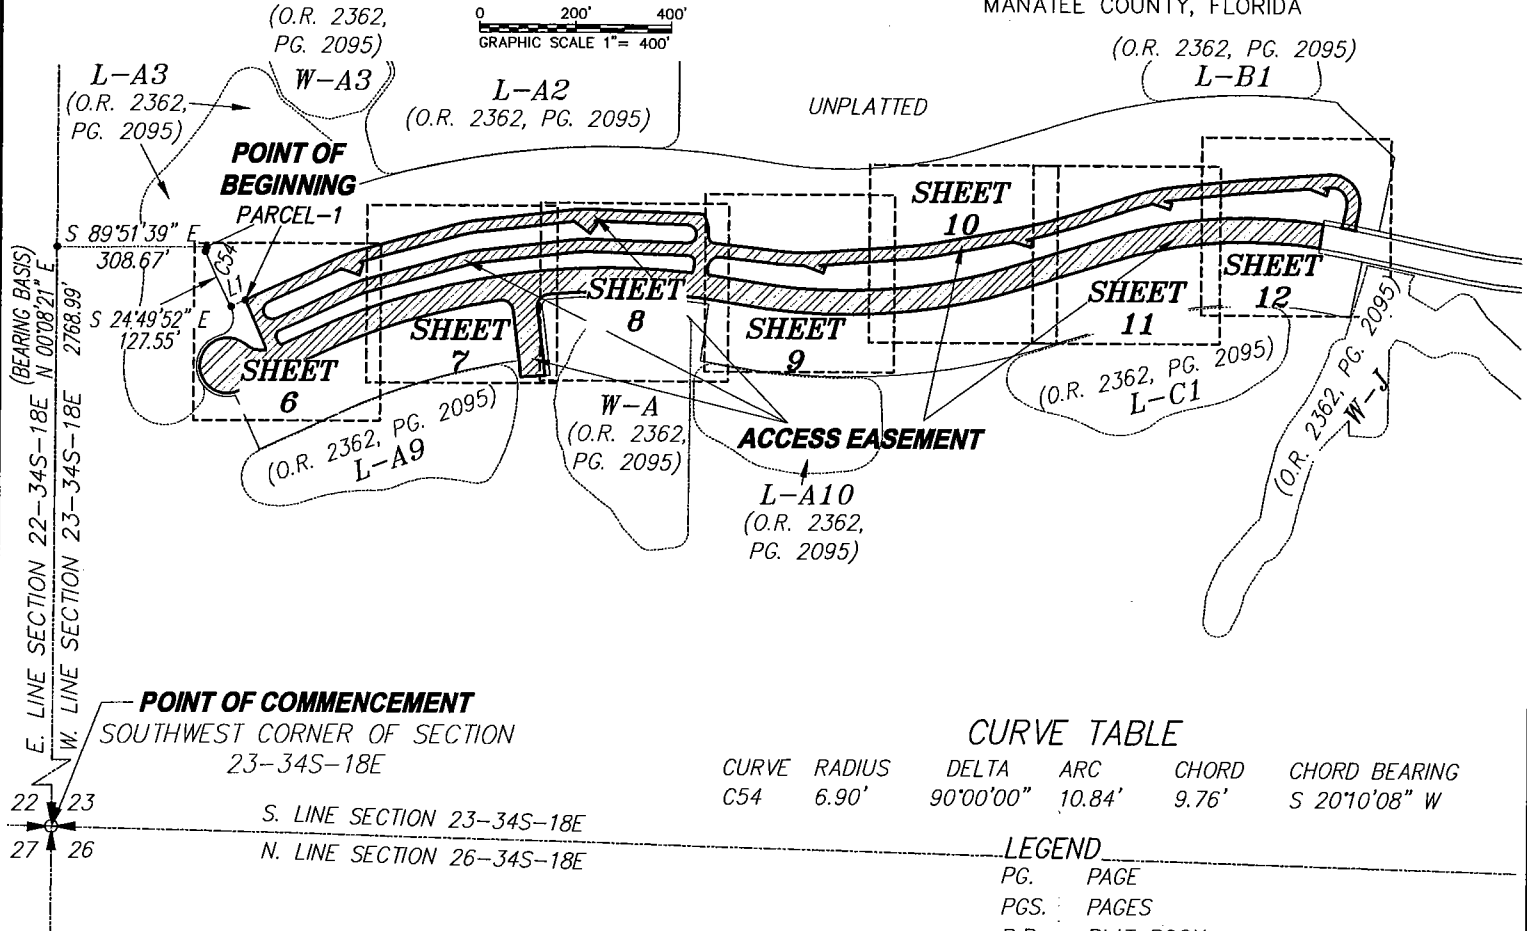 MANATEE COUNTY, FLORIDA
(O.R. 2362,
PG. 2095)
W-A3
0 200' 400'
GRAPHIC SCALE 1"= 400'
(O.R. 2362, PG. 2095)
L-B1
L-A3
(O.R. 2362,
PG. 2095)
L-A2
(O.R. 2362, PG. 2095)
UNPLATTED
POINT OF
BEGINNING
PARCEL-1
S 89°51'39" E
308.67'
C54
L1
S 24°49'52" E
127.55'
SHEET
6
SHEET
7
SHEET
8
SHEET
9
SHEET
10
SHEET
11
SHEET
12
(O.R. 2362, PG. 2095)
L-A9
W-A
(O.R. 2362,
PG. 2095)
ACCESS EASEMENT
L-A10
(O.R. 2362,
PG. 2095)
(O.R. 2362, PG. 2095)
L-C1
(O.R. 2362, PG. 2095)
W-J
(BEARING BASIS)
E. LINE SECTION 22-34S-18E N 00°08'21" E
W. LINE SECTION 23-34S-18E 2768.99'
POINT OF COMMENCEMENT
SOUTHWEST CORNER OF SECTION
23-34S-18E
22 23
27 26
S. LINE SECTION 23-34S-18E
N. LINE SECTION 26-34S-18E
CURVE TABLE
CURVE RADIUS DELTA ARC CHORD CHORD BEARING
C54 6.90' 90°00'00" 10.84' 9.76' S 20°10'08" W
LEGEND
PG. PAGE
PGS. PAGES